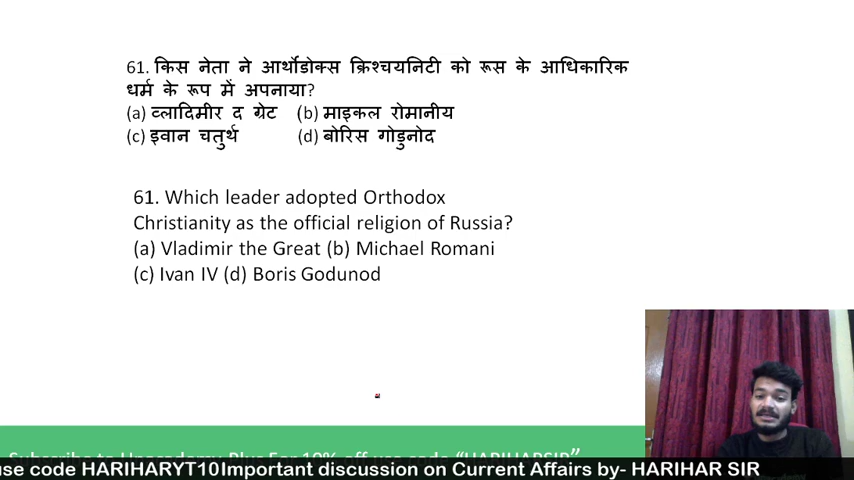 61. किस नेता ने आर्थोडोक्स क्रिश्चयनिटी को रूस के आधिकारिक
धर्म के रूप में अपनाया?
(a) व्लादिमीर द ग्रेट (b) माइकल रोमानीय
(c) इवान चतुर्थ (d) बोरिस गोडुनोद
61. Which leader adopted Orthodox
Christianity as the official religion of Russia?
(a) Vladimir the Great (b) Michael Romani
(c) Ivan IV (d) Boris Godunod
use code HARIHARYT10Important discussion on Current Affairs by- HARIHAR SIR